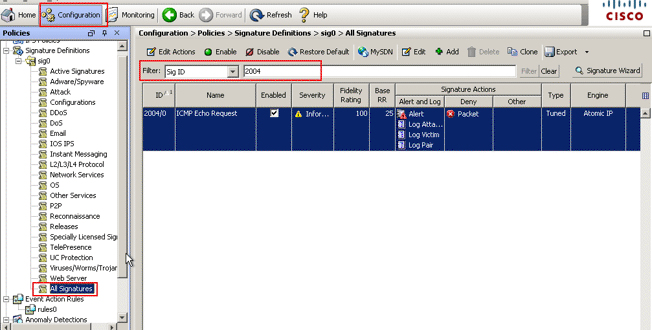 Home Configuration Monitoring Back Forward Refresh Help
CISCO
Policies
IPS Policies
Signature Definitions
sig0
Active Signatures
Adware/Spyware
Attack
Configurations
DDoS
DoS
Email
IOS IPS
Instant Messaging
L2/L3/L4 Protocol
Network Services
OS
Other Services
P2P
Reconnaissance
Releases
Specially Licensed Sign
TelePresence
UC Protection
Viruses/Worms/Trojan
Web Server
All Signatures
Event Action Rules
rules0
Anomaly Detections
Configuration > Policies > Signature Definitions > sig0 > All Signatures
Edit Actions Enable Disable Restore Default MySDN Edit Add Delete Clone Export
Filter: Sig ID 2004 Filter Clear Signature Wizard
ID 1 Enabled Severity Fidelity Rating Base RR Signature Actions Type Engine
Alert and Log Deny Other
2004/0 ICMP Echo Request Infor... 100 25 Alert Packet Tuned Atomic IP
Log Atta...
Log Victim
Log Pair